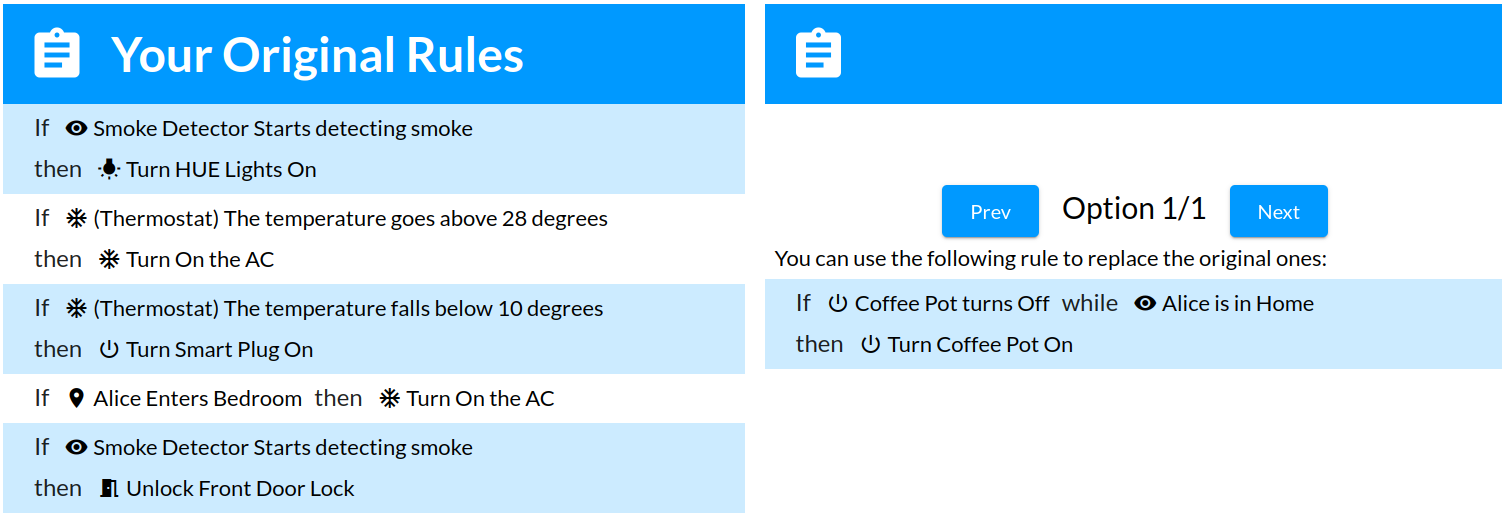 Your Original Rules
If Smoke Detector Starts detecting smoke
then Turn HUE Lights On
If (Thermostat) The temperature goes above 28 degrees
then Turn On the AC
If (Thermostat) The temperature falls below 10 degrees
then Turn Smart Plug On
If Alice Enters Bedroom then Turn On the AC
If Smoke Detector Starts detecting smoke
then Unlock Front Door Lock
Prev Option 1/1 Next
You can use the following rule to replace the original ones:
If Coffee Pot turns Off while Alice is in Home
then Turn Coffee Pot On